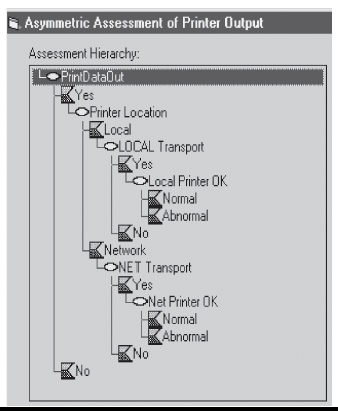 Asymmetric Assessment of Printer Output
Assessment Hierarchy:
PrintDataOut
Yes
Printer Location
Local
LOCAL Transport
Yes
Local Printer OK
Normal
Abnormal
No
Network
NET Transport
Yes
Net Printer OK
Normal
Abnormal
No
No